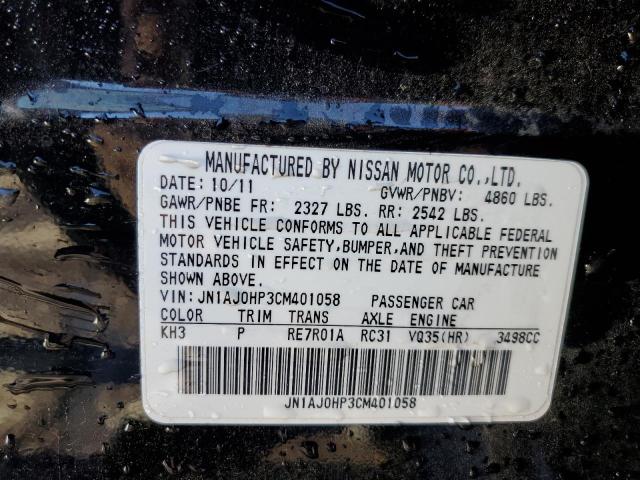 MANUFACTURED BY NISSAN MOTOR CO.,LTD.
DATE: 10/11 GVWR/PNBV: 4860 LBS.
GAWR/PNBE FR: 2327 LBS. RR: 2542 LBS.
THIS VEHICLE CONFORMS TO ALL APPLICABLE FEDERAL
MOTOR VEHICLE SAFETY,BUMPER,AND THEFT PREVENTION
STANDARDS IN EFFECT ON THE DATE OF MANUFACTURE
SHOWN ABOVE.
VIN: JN1AJ0HP3CM401058 PASSENGER CAR
COLOR TRIM TRANS AXLE ENGINE
KH3 P RE7R01A RC31 VQ35(HR) 3498CC
JN1AJ0HP3CM401058